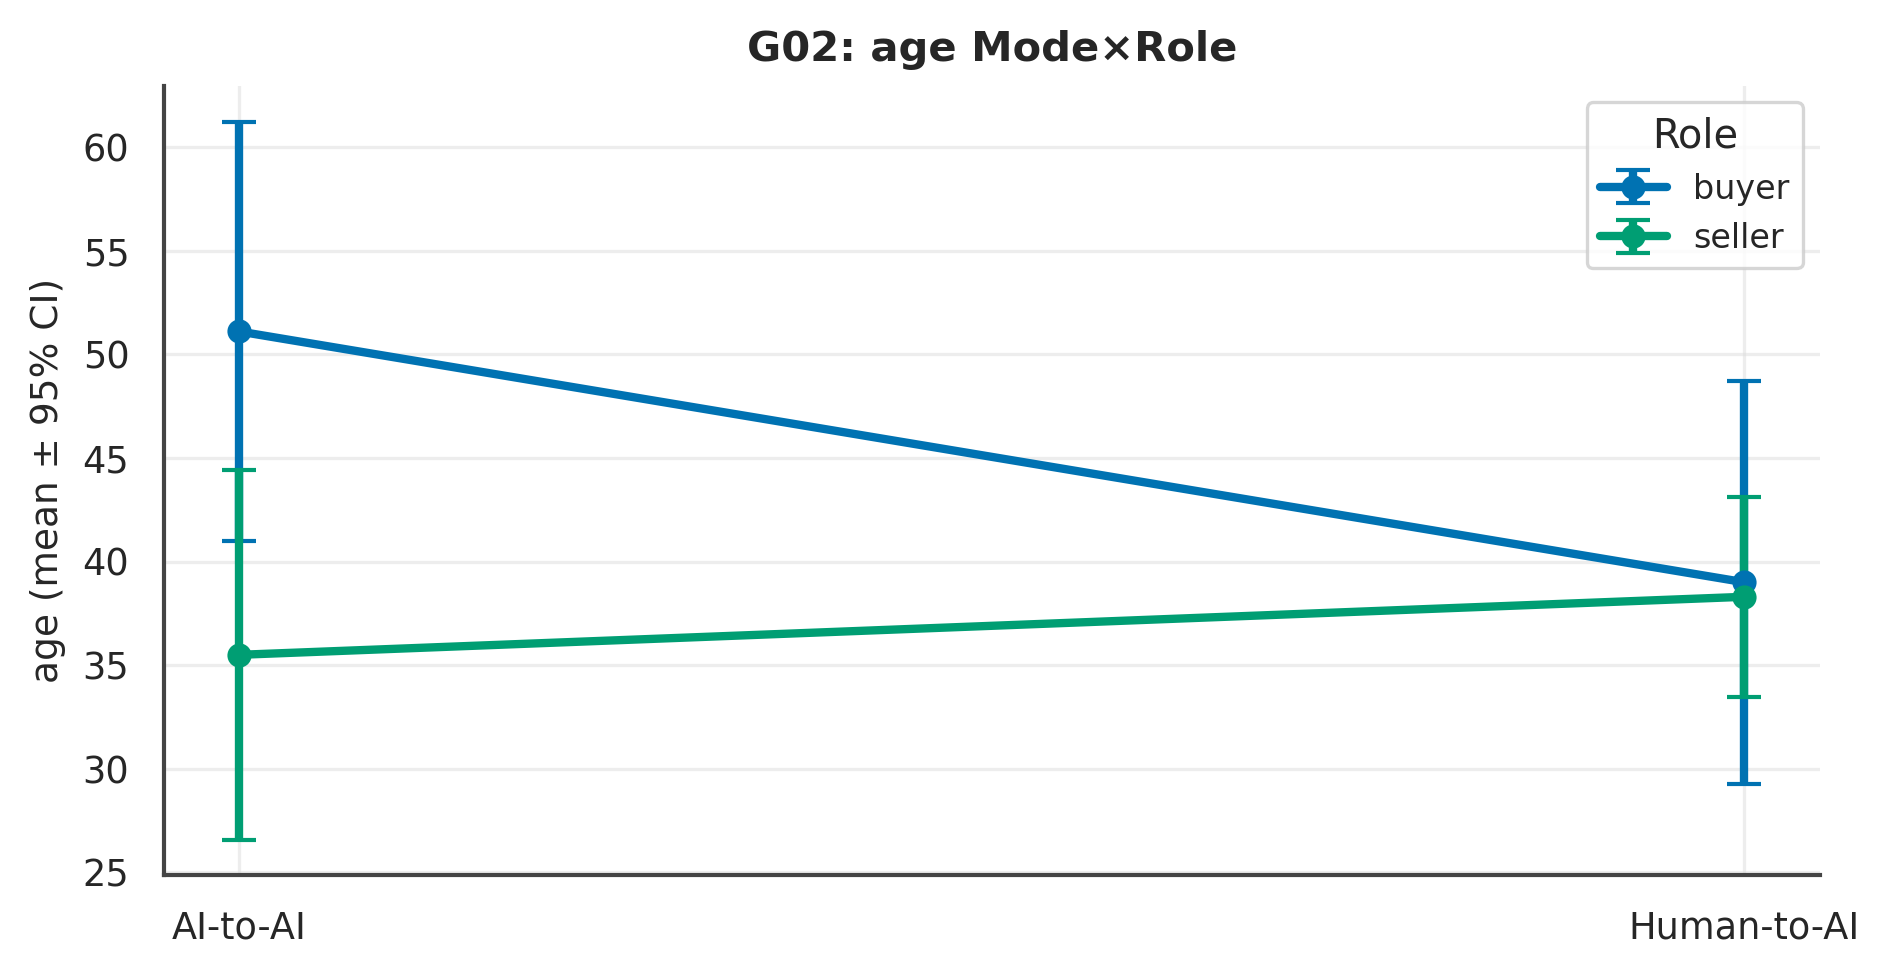 G02: age Mode×Role
age (mean ± 95% CI)
60
55
50
45
40
35
30
25
Role
buyer
seller
AI-to-AI
Human-to-AI